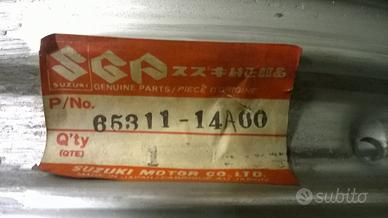 SGP スズキ純正部品
SUZUKI GENUINE PARTS/PIECE D'ORIGINE
P/No. 65311-14A00
Q'ty 1
(QTE)
SUZUKI MOTOR CO.LTD.
subito